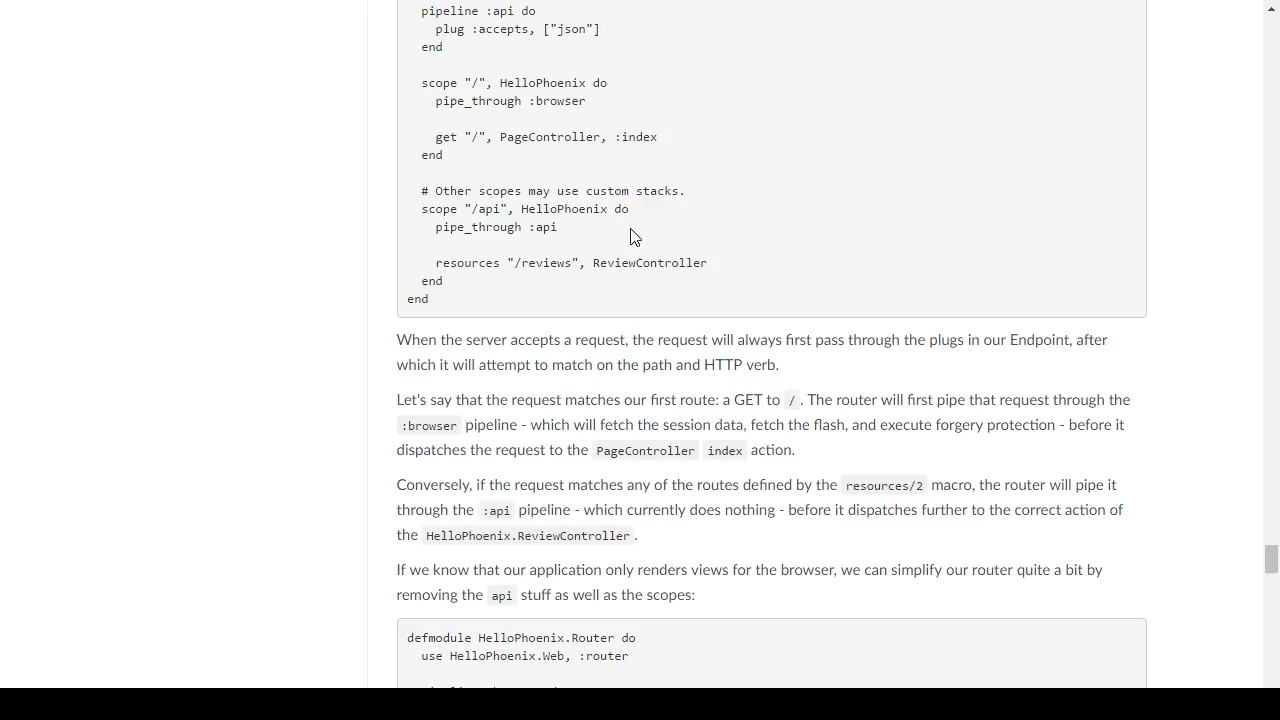 pipeline :api do
plug :accepts, ["json"]
end
scope "/", HelloPhoenix do
pipe_through :browser
get "/", PageController, :index
end
# Other scopes may use custom stacks.
scope "/api", HelloPhoenix do
pipe_through :api
resources "/reviews", ReviewController
end
end
When the server accepts a request, the request will always first pass through the plugs in our Endpoint, after
which it will attempt to match on the path and HTTP verb.
Let's say that the request matches our first route: a GET to / . The router will first pipe that request through the
:browser pipeline - which will fetch the session data, fetch the flash, and execute forgery protection - before it
dispatches the request to the PageController index action.
Conversely, if the request matches any of the routes defined by the resources/2 macro, the router will pipe it
through the :api pipeline - which currently does nothing - before it dispatches further to the correct action of
the HelloPhoenix.ReviewController .
If we know that our application only renders views for the browser, we can simplify our router quite a bit by
removing the api stuff as well as the scopes:
defmodule HelloPhoenix.Router do
use HelloPhoenix.Web, :router